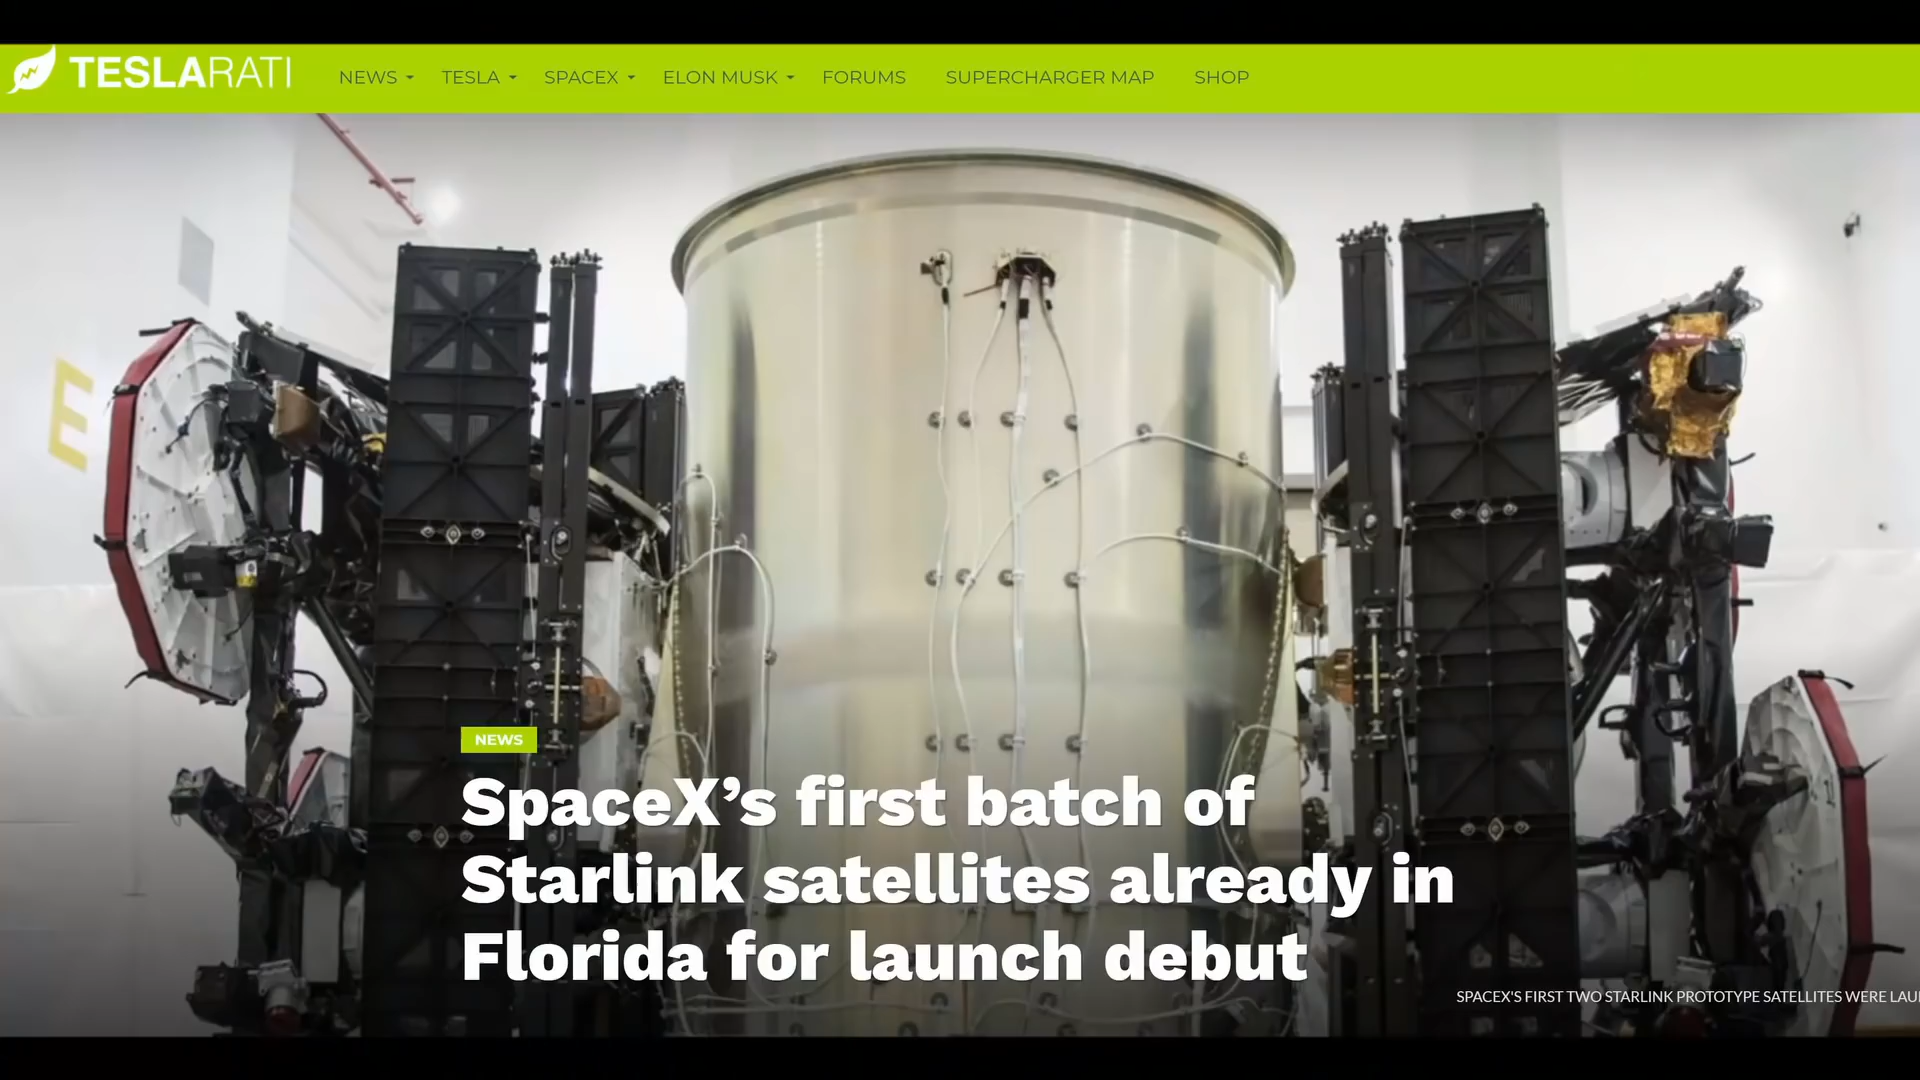 TESLARATI
NEWS TESLA SPACEX ELON MUSK FORUMS SUPERCHARGER MAP SHOP
E
NEWS
SpaceX’s first batch of
Starlink satellites already in
Florida for launch debut
SPACEX'S FIRST TWO STARLINK PROTOTYPE SATELLITES WERE